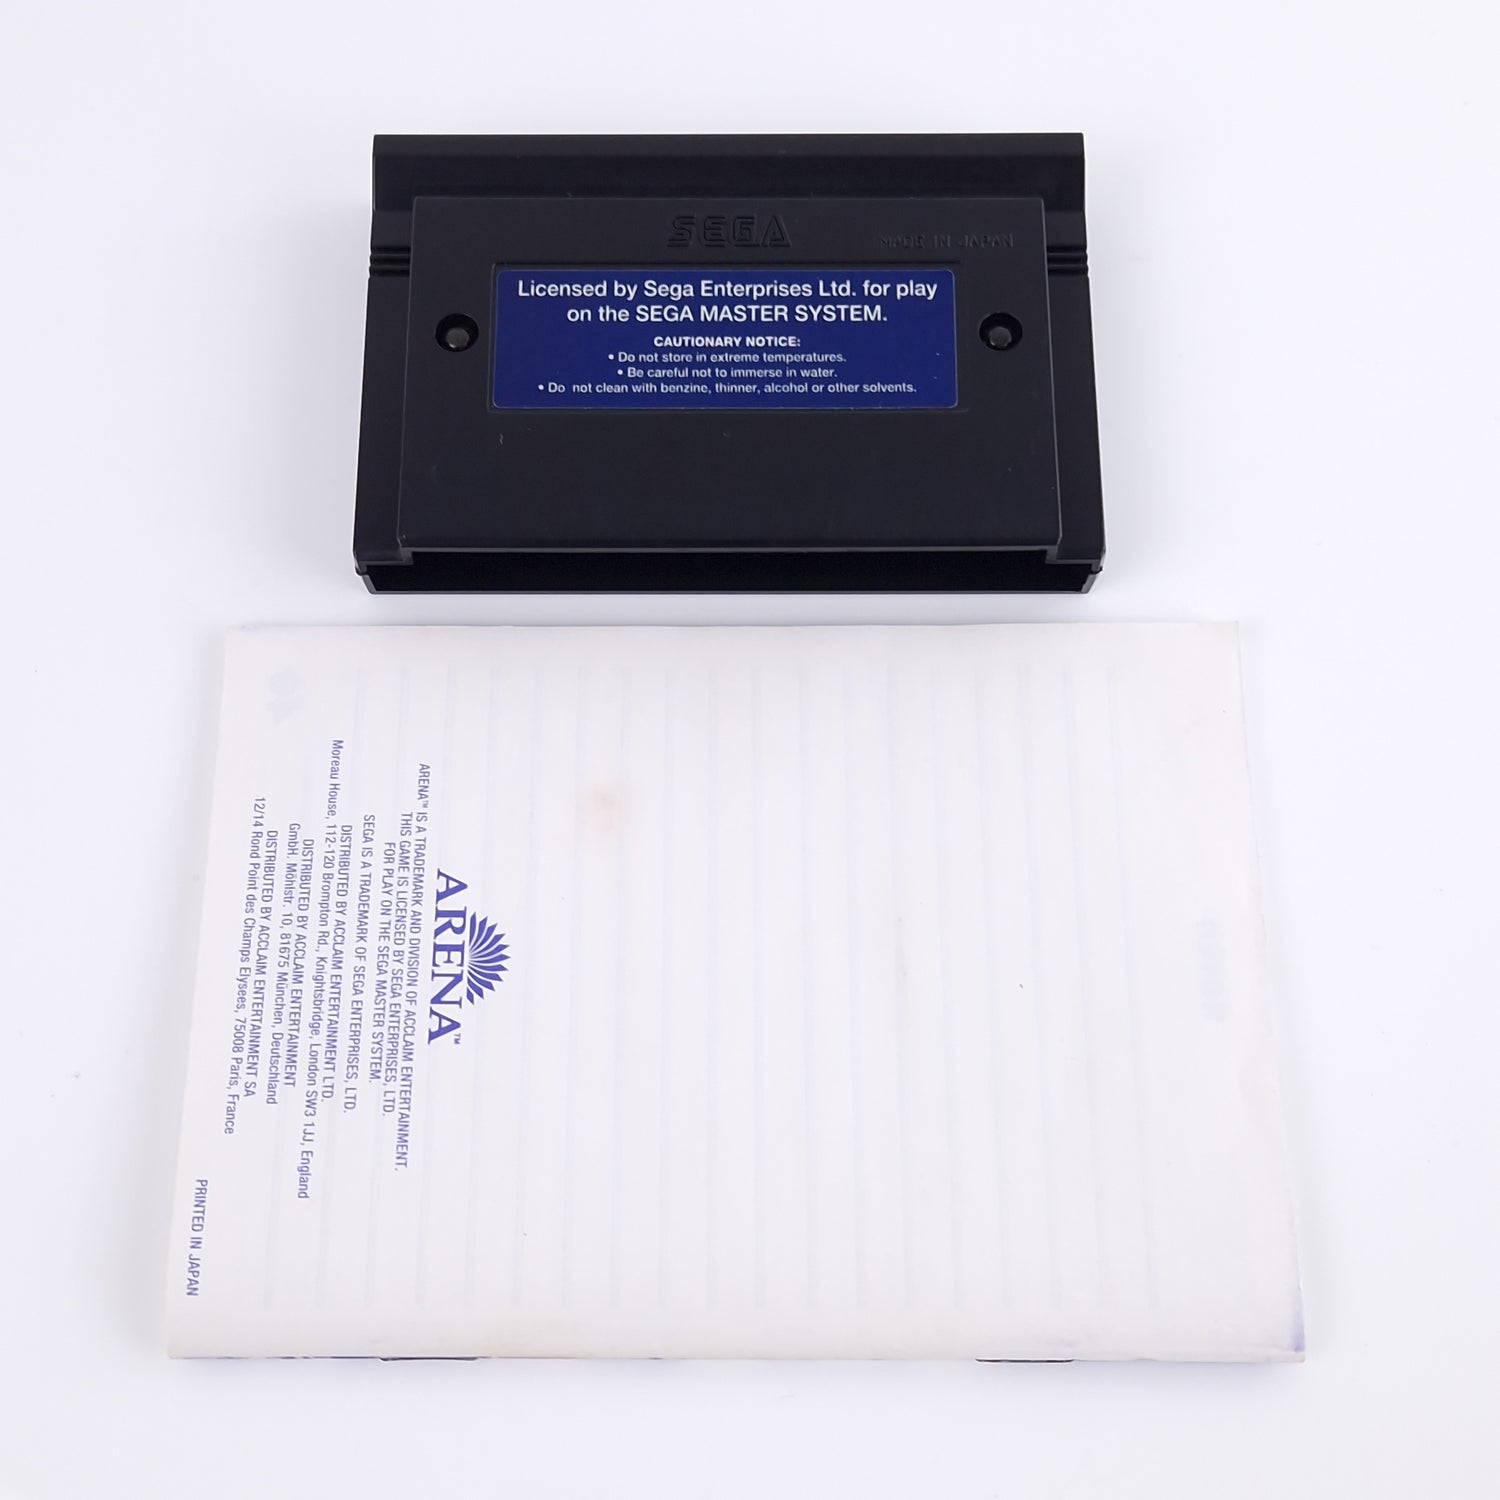 SEGA
MADE IN JAPAN
Licensed by Sega Enterprises Ltd. for play
on the SEGA MASTER SYSTEM.
CAUTIONARY NOTICE:
• Do not store in extreme temperatures.
• Be careful not to immerse in water.
• Do not clean with benzine, thinner, alcohol or other solvents.
ARENA™
ARENA™ IS A TRADEMARK AND DIVISION OF ACCLAIM ENTERTAINMENT.
THIS GAME IS LICENSED BY SEGA ENTERPRISES, LTD.
FOR PLAY ON THE SEGA MASTER SYSTEM.
SEGA IS A TRADEMARK OF SEGA ENTERPRISES, LTD.
DISTRIBUTED BY ACCLAIM ENTERTAINMENT LTD.
Moreau House, 112-120 Brompton Rd., Knightsbridge, London SW3 1JJ, England
DISTRIBUTED BY ACCLAIM ENTERTAINMENT
GmbH. Möhlstr. 10, 81675 München, Deutschland
DISTRIBUTED BY ACCLAIM ENTERTAINMENT SA
12/14 Rond Point des Champs Elysees, 75008 Paris, France
PRINTED IN JAPAN